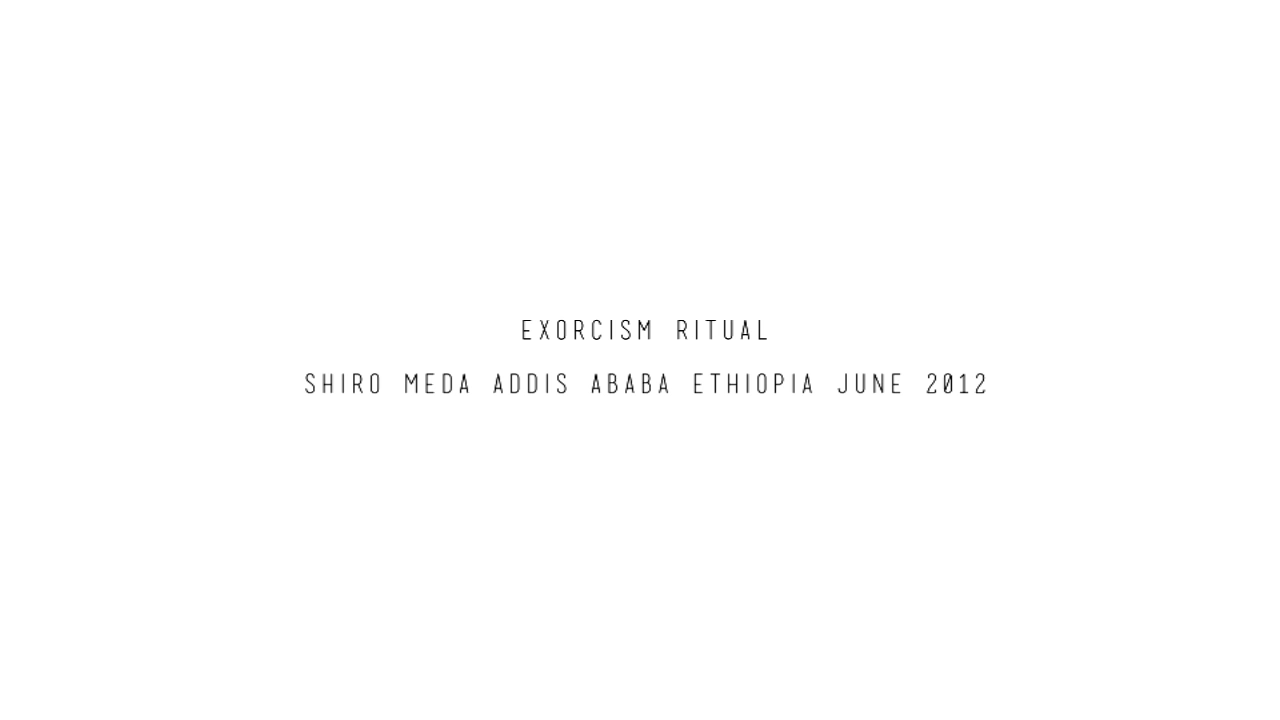 EXORCISM RITUAL
SHIRO MEDA ADDIS ABABA ETHIOPIA JUNE 2012